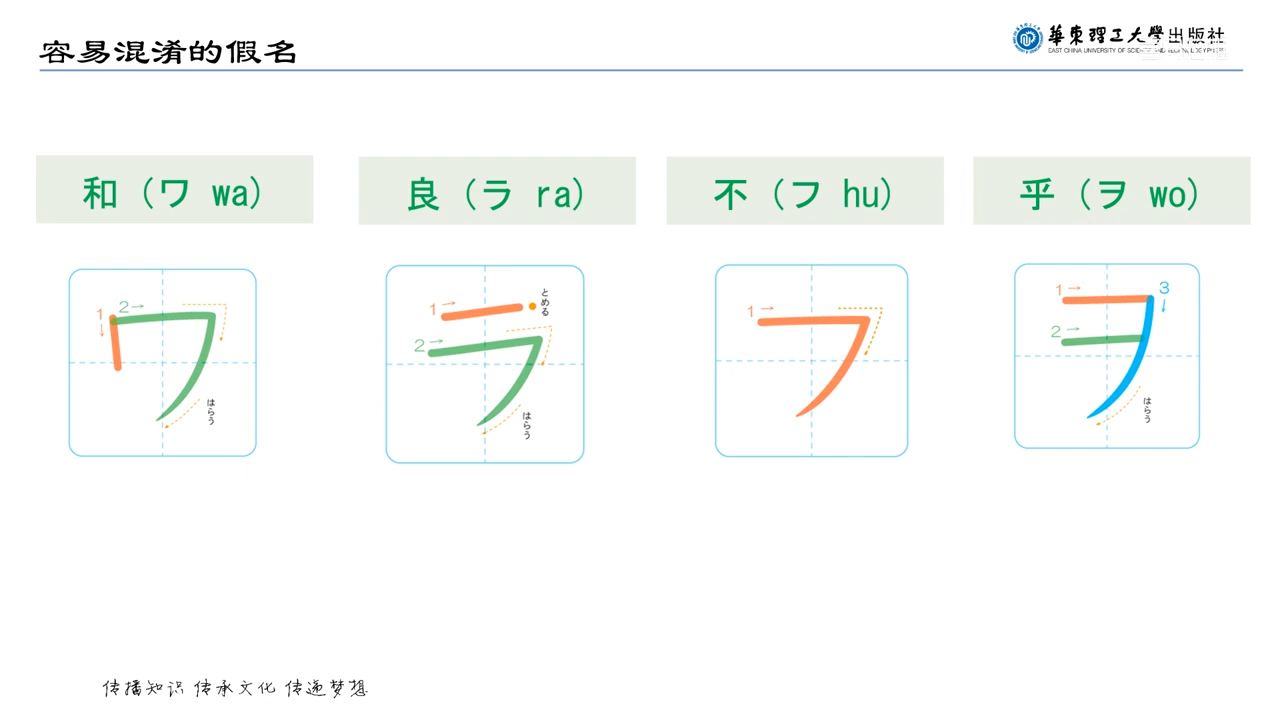 容易混淆的假名
華東理工大學出版社
和（ワ wa）
良（ラ ra）
不（フ hu）
乎（ヲ wo）
1
2
はらう
1
2
とめる
はらう
1
1
2
3
はらう
传播知识 传承文化 传递梦想